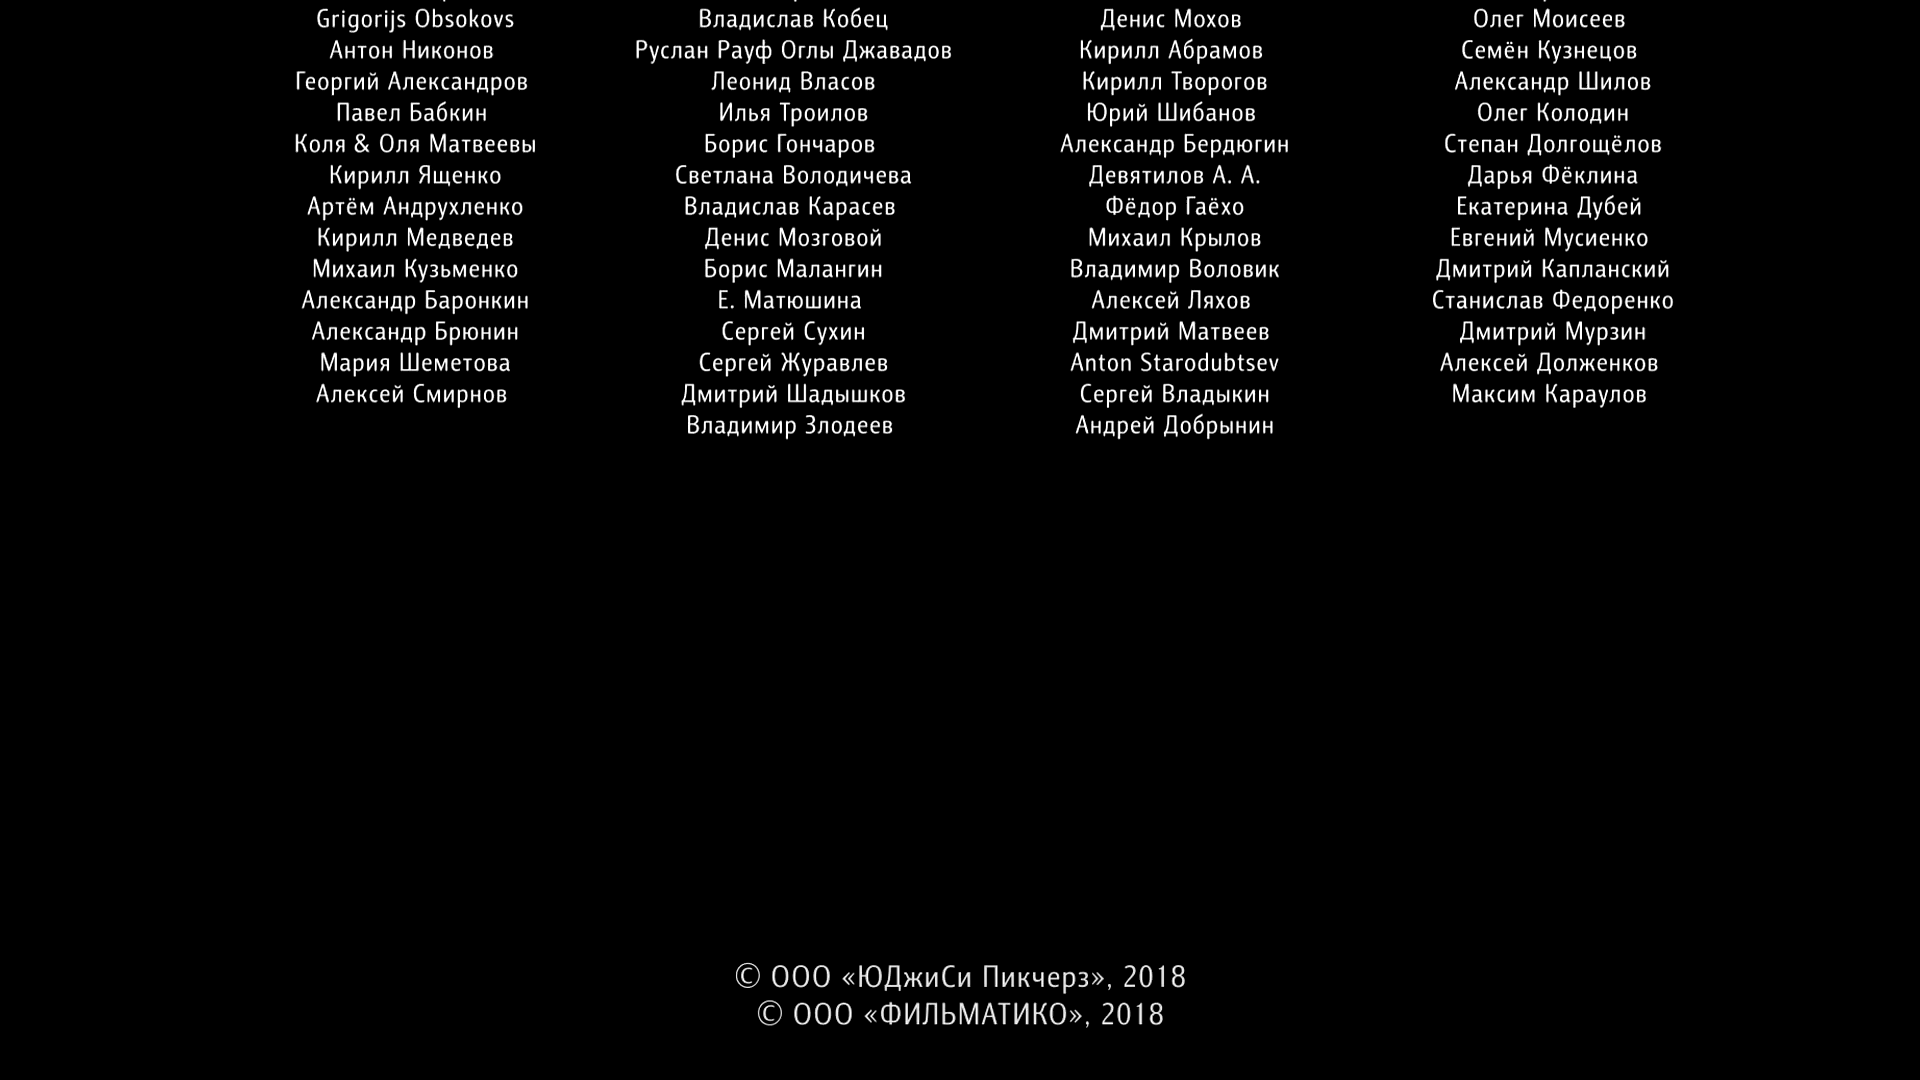 Grigorijs Obsokovs
Антон Никонов
Георгий Александров
Павел Бабкин
Коля & Оля Матвеевы
Кирилл Ященко
Артём Андрухленко
Кирилл Медведев
Михаил Кузьменко
Александр Баронкин
Александр Брюнин
Мария Шеметова
Алексей Смирнов
Владислав Кобец
Руслан Рауф Оглы Джавадов
Леонид Власов
Илья Троилов
Борис Гончаров
Светлана Володичева
Владислав Карасев
Денис Мозговой
Борис Малангин
Е. Матюшина
Сергей Сухин
Сергей Журавлев
Дмитрий Шадышков
Владимир Злодеев
Денис Мохов
Кирилл Абрамов
Кирилл Творогов
Юрий Шибанов
Александр Бердюгин
Девятилов А. А.
Фёдор Гаёхо
Михаил Крылов
Владимир Воловик
Алексей Ляхов
Дмитрий Матвеев
Anton Starodubtsev
Сергей Владыкин
Андрей Добрынин
Олег Моисеев
Семён Кузнецов
Александр Шилов
Олег Колодин
Степан Долгощёлов
Дарья Фёклина
Екатерина Дубей
Евгений Мусиенко
Дмитрий Капланский
Станислав Федоренко
Дмитрий Мурзин
Алексей Долженков
Максим Караулов
© ООО «ЮДжиСи Пикчерз», 2018
© ООО «ФИЛЬМАТИКО», 2018